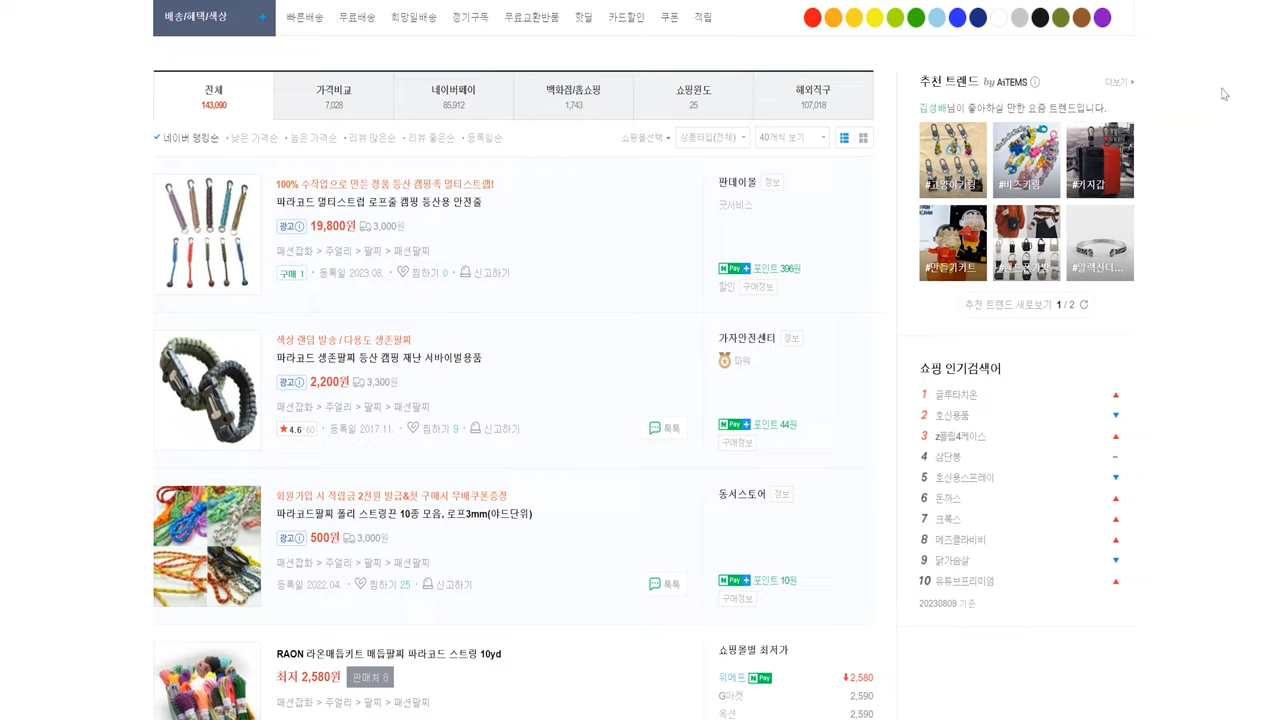 배송/혜택/색상 + 빠른배송 무료배송 희망일배송 정기구독 무료교환반품 핫딜 카드할인 쿠폰 적립
전체 가격비교 네이버페이 백화점/홈쇼핑 쇼핑윈도 해외직구
143,090 7,028 85,912 1,743 25 107,018
네이버 랭킹순 · 낮은 가격순 · 높은 가격순 · 리뷰 많은순 · 리뷰 좋은순 · 등록일순 쇼핑몰선택 상품타입(전체) 40개씩 보기
100% 수작업으로 만든 명품 등산 캠핑족 멀티스트랩!
파라코드 멀티스트럽 로프줄 캠핑 등산용 안전줄
광고 19,800원 3,000원
패션잡화 > 주얼리 > 팔찌 > 패션팔찌
구매 1 · 등록일 2023.08. · 찜하기 0 · 신고하기
판데이몰 정보
굿서비스
N Pay + 포인트 396원
할인 구매정보
색상 랜덤 발송 / 다용도 생존팔찌
파라코드 생존팔찌 등산 캠핑 재난 서바이벌용품
광고 2,200원 3,300원
패션잡화 > 주얼리 > 팔찌 > 패션팔찌
★4.6 60 · 등록일 2017.11. · 찜하기 9 · 신고하기 톡톡
가자안전센터 정보
파워
N Pay + 포인트 44원
구매정보
회원가입 시 적립금 2천원 발급&첫 구매시 무배쿠폰증정
파라코드팔찌 폴리 스트링끈 10종 모음, 로프3mm(야드단위)
광고 500원 3,000원
패션잡화 > 주얼리 > 팔찌 > 패션팔찌
등록일 2022.04. · 찜하기 25 · 신고하기 톡톡
동서스토어 정보
N Pay + 포인트 10원
구매정보
RAON 라온매듭키트 매듭팔찌 파라코드 스트링 10yd
최저 2,580원 판매처 8
패션잡화 > 주얼리 > 팔찌 > 패션팔찌
쇼핑몰별 최저가
위메프 N Pay 2,580
G마켓 2,590
옥션 2,590
추천 트렌드 by AiTEMS 더보기
김성배님이 좋아하실 만한 요즘 트렌드입니다.
#고양이키링 #비즈키링 #키지갑
#만들기키트 #핸드폰가방 #알렉산더...
추천 트렌드 새로보기 1 / 2
쇼핑 인기검색어
1 글루타치온
2 호신용품
3 z플립4케이스
4 삼단봉
5 호신용스프레이
6 돈까스
7 크록스
8 메즈클라비비
9 닭가슴살
10 유튜브프리미엄
20230809 기준